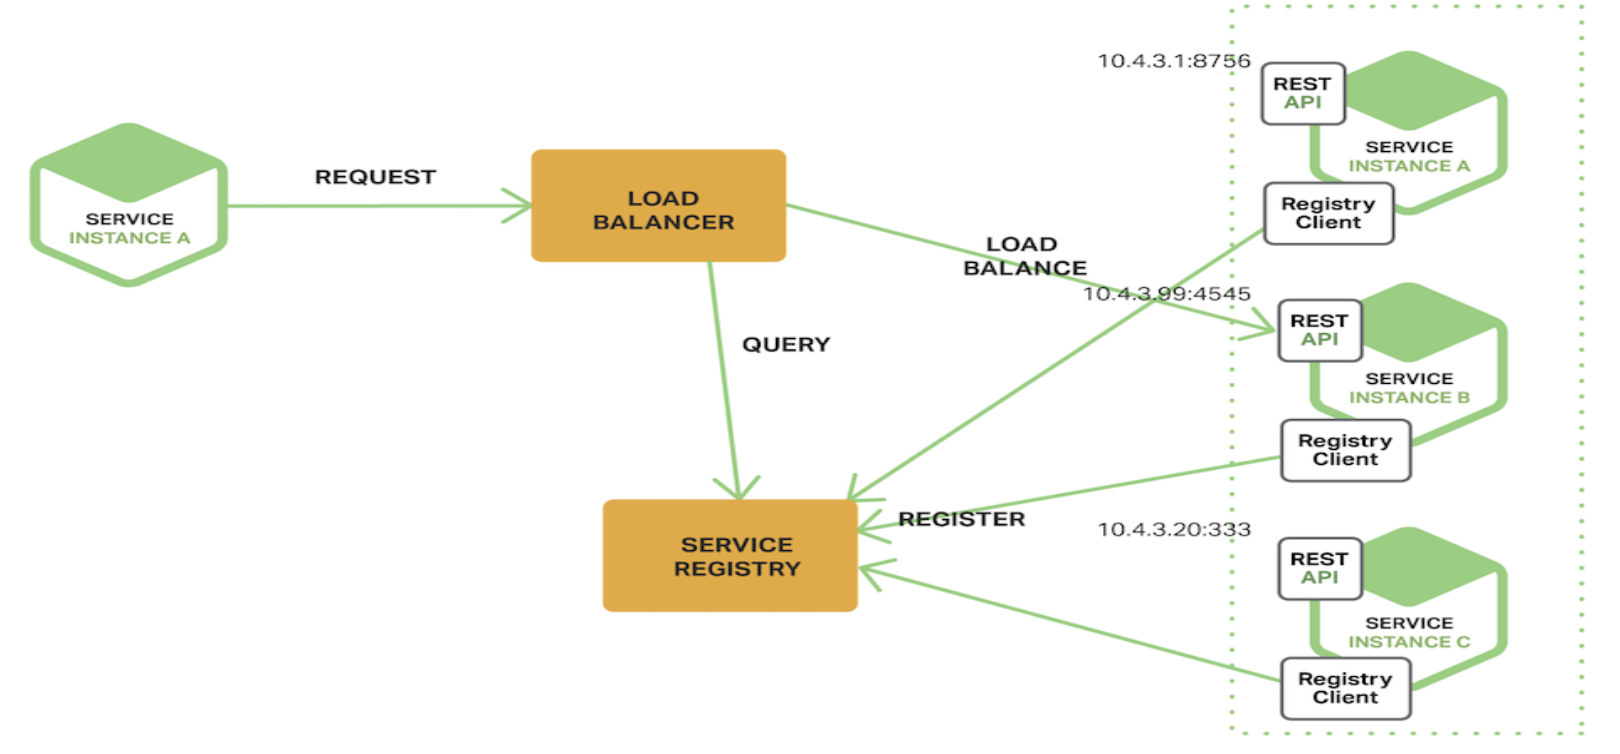 10.4.3.1:8756
REST
API
SERVICE
INSTANCE A
Registry
Client
REQUEST
SERVICE
INSTANCE A
LOAD
BALANCER
LOAD
BALANCE
10.4.3.99:4545
REST
API
SERVICE
INSTANCE B
Registry
Client
QUERY
REGISTER
SERVICE
REGISTRY
10.4.3.20:333
REST
API
SERVICE
INSTANCE C
Registry
Client